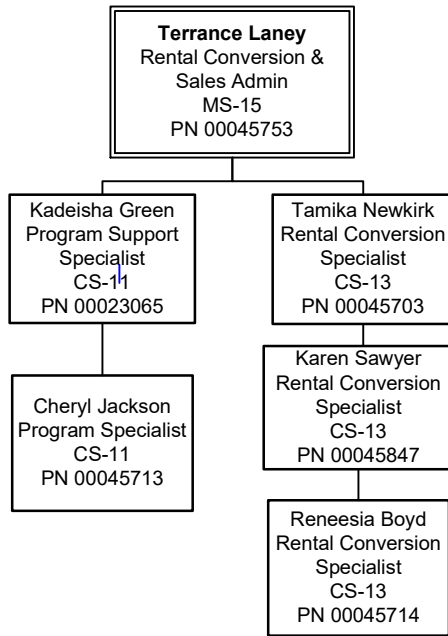 Terrance Laney
Rental Conversion &
Sales Admin
MS-15
PN 00045753
Kadeisha Green
Program Support
Specialist
CS-11
PN 00023065
Cheryl Jackson
Program Specialist
CS-11
PN 00045713
Tamika Newkirk
Rental Conversion
Specialist
CS-13
PN 00045703
Karen Sawyer
Rental Conversion
Specialist
CS-13
PN 00045847
Reneesia Boyd
Rental Conversion
Specialist
CS-13
PN 00045714